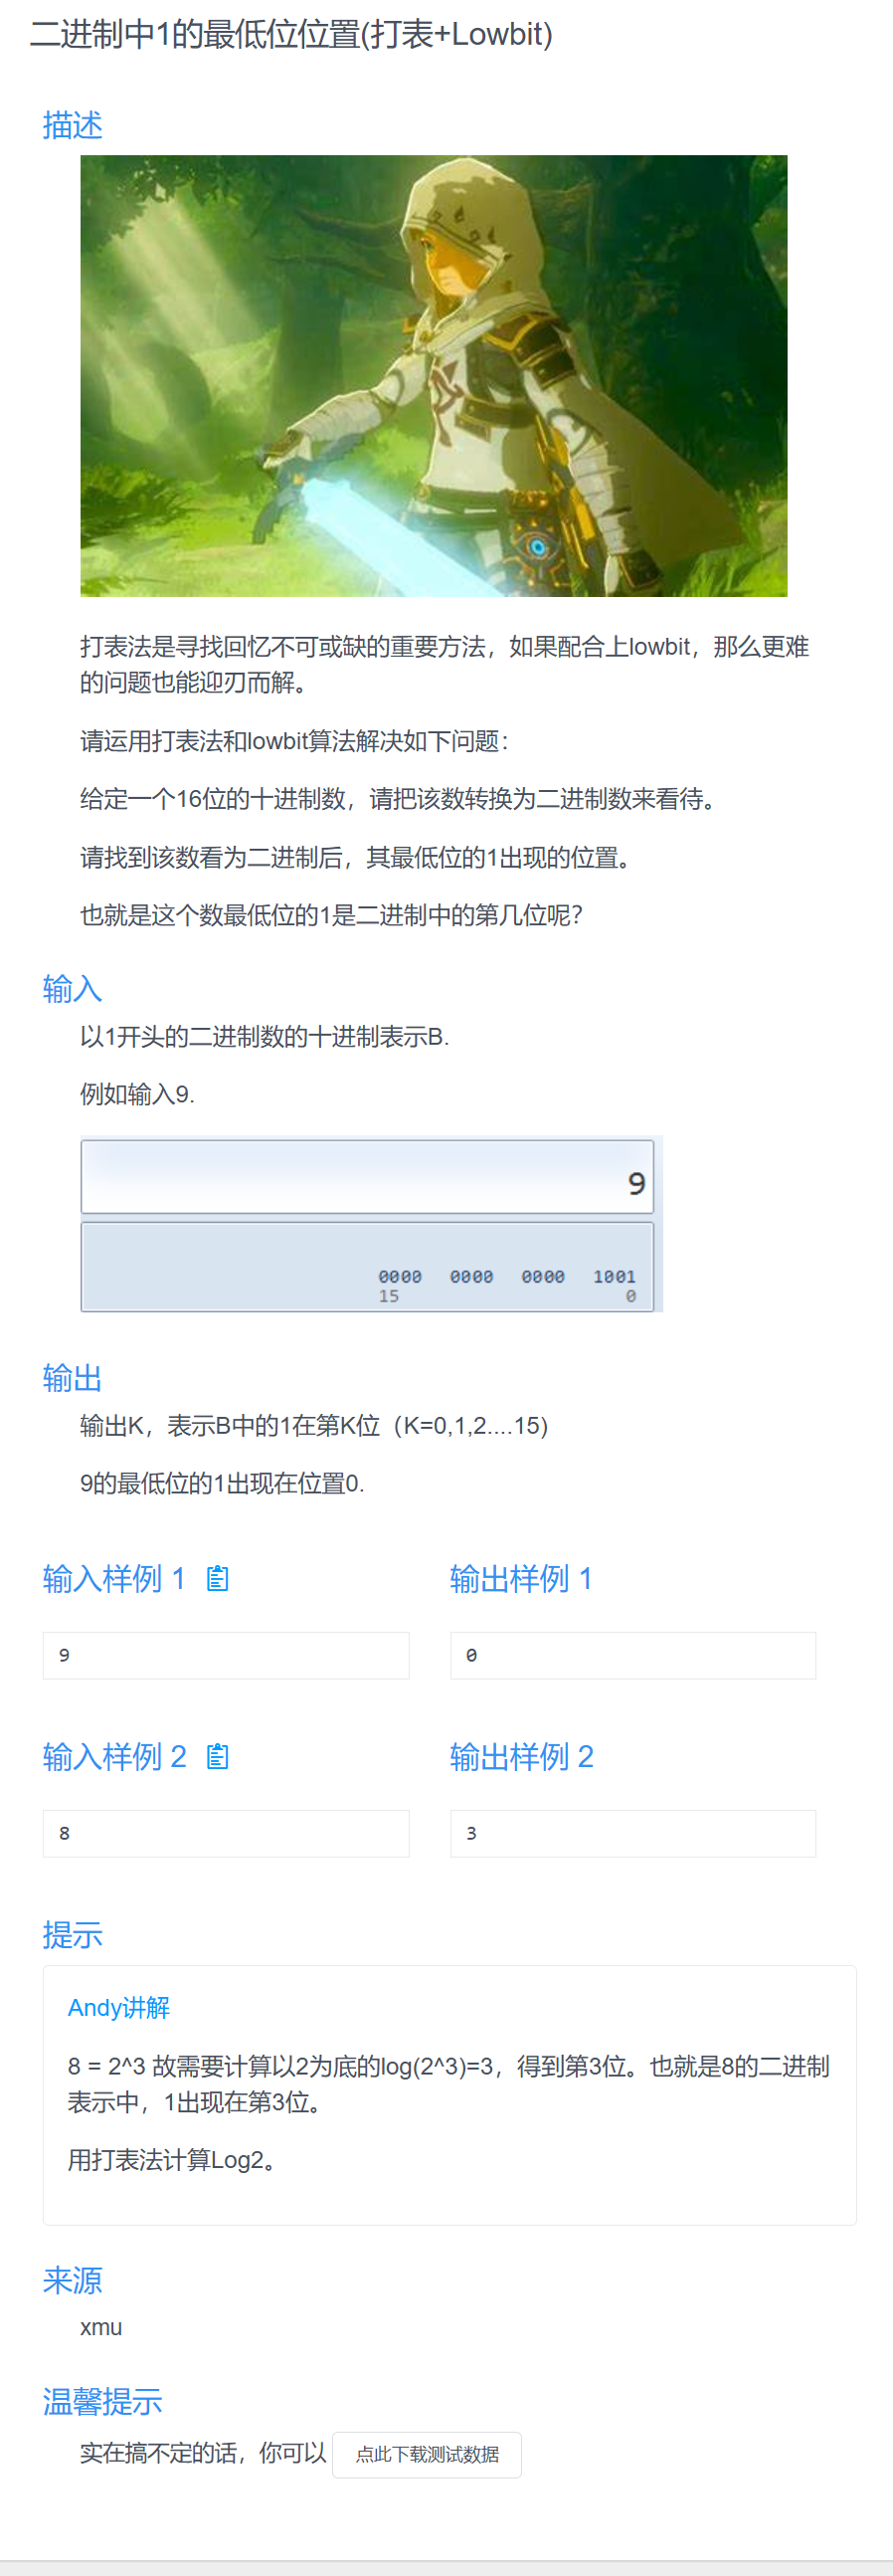 二进制中1的最低位位置(打表+Lowbit)
描述
打表法是寻找回忆不可或缺的重要方法，如果配合上lowbit，那么更难
的问题也能迎刃而解。
请运用打表法和lowbit算法解决如下问题：
给定一个16位的十进制数，请把该数转换为二进制数来看待。
请找到该数看为二进制后，其最低位的1出现的位置。
也就是这个数最低位的1是二进制中的第几位呢？
输入
以1开头的二进制数的十进制表示B.
例如输入9.
9
0000 0000 0000 1001
15 0
输出
输出K，表示B中的1在第K位（K=0,1,2....15)
9的最低位的1出现在位置0.
输入样例 1 输出样例 1
9 0
输入样例 2 输出样例 2
8 3
提示
Andy讲解
8 = 2^3 故需要计算以2为底的log(2^3)=3，得到第3位。也就是8的二进制
表示中，1出现在第3位。
用打表法计算Log2。
来源
xmu
温馨提示
实在搞不定的话，你可以 点此下载测试数据